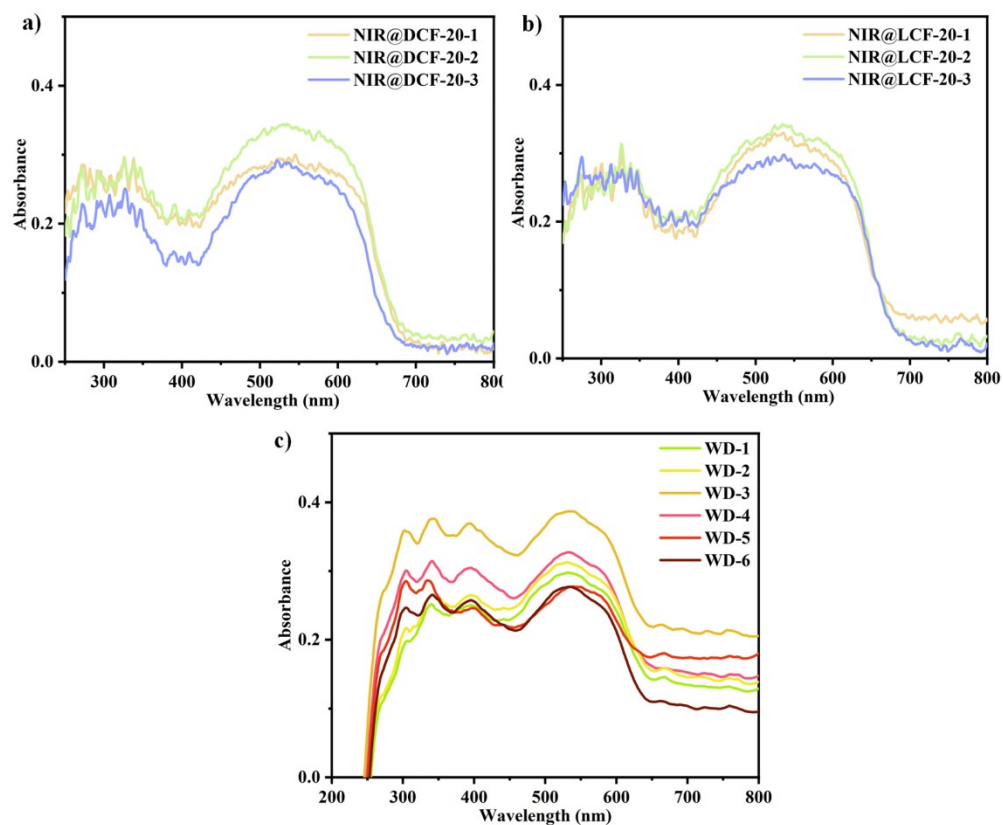 a)
NIR@DCF-20-1
NIR@DCF-20-2
NIR@DCF-20-3
0.4
0.2
0.0
Absorbance
300 400 500 600 700 800
Wavelength (nm)
b)
NIR@LCF-20-1
NIR@LCF-20-2
NIR@LCF-20-3
0.4
0.2
0.0
Absorbance
300 400 500 600 700 800
Wavelength (nm)
c)
WD-1
WD-2
WD-3
WD-4
WD-5
WD-6
0.4
0.2
0.0
Absorbance
200 300 400 500 600 700 800
Wavelength (nm)